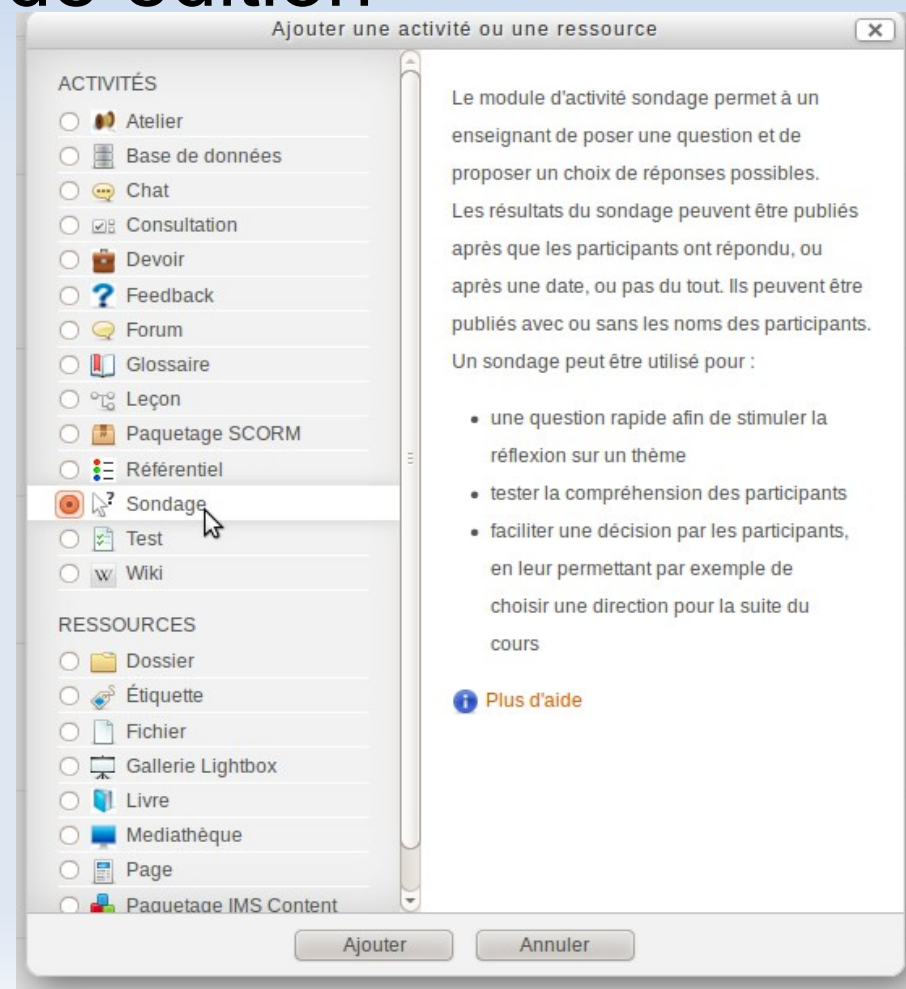 de édition
Ajouter une activité ou une ressource
ACTIVITÉS
Atelier
Base de données
Chat
Consultation
Devoir
Feedback
Forum
Glossaire
Leçon
Paquetage SCORM
Référentiel
Sondage
Test
Wiki
RESSOURCES
Dossier
Étiquette
Fichier
Gallerie Lightbox
Livre
Mediathèque
Page
Paquetage IMS Content
Le module d'activité sondage permet à un
enseignant de poser une question et de
proposer un choix de réponses possibles.
Les résultats du sondage peuvent être publiés
après que les participants ont répondu, ou
après une date, ou pas du tout. Ils peuvent être
publiés avec ou sans les noms des participants.
Un sondage peut être utilisé pour :
• une question rapide afin de stimuler la
réflexion sur un thème
• tester la compréhension des participants
• faciliter une décision par les participants,
en leur permettant par exemple de
choisir une direction pour la suite du
cours
Plus d'aide
Ajouter
Annuler